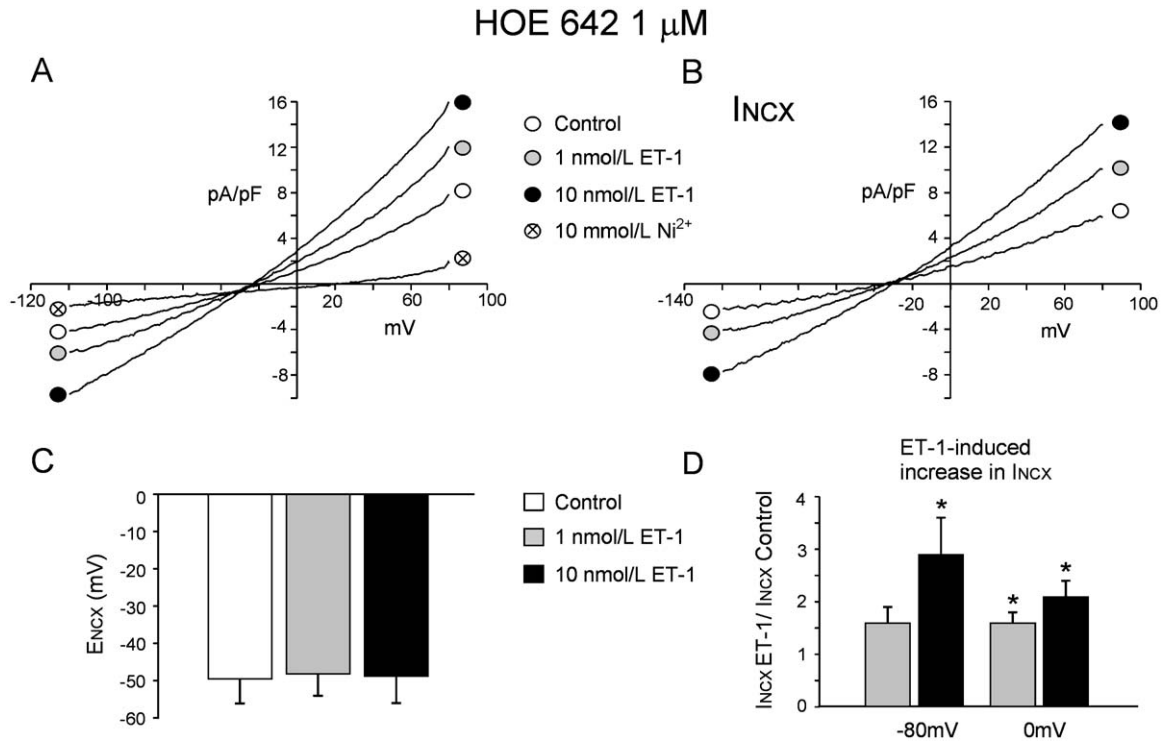 HOE 642 1 μM
A
16
12
pA/pF
8
4
-120
-100
20
60
100
-4
mV
-8
Control
1 nmol/L ET-1
10 nmol/L ET-1
10 mmol/L Ni2+
B
INCX
16
12
pA/pF
8
4
-140
-20
20
60
100
-4
mV
-8
C
0
-10
-20
-30
-40
-50
-60
ENCX (mV)
Control
1 nmol/L ET-1
10 nmol/L ET-1
D
ET-1-induced
increase in INCX
4
3
2
1
0
INCX ET-1/ INCX Control
*
*
*
-80mV
0mV